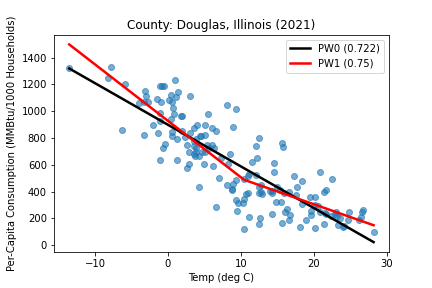 County: Douglas, Illinois (2021)
PW0 (0.722)
PW1 (0.75)
Per-Capita Consumption (MMBtu/1000 Households)
1400
1200
1000
800
600
400
200
0
−10
0
10
20
30
Temp (deg C)